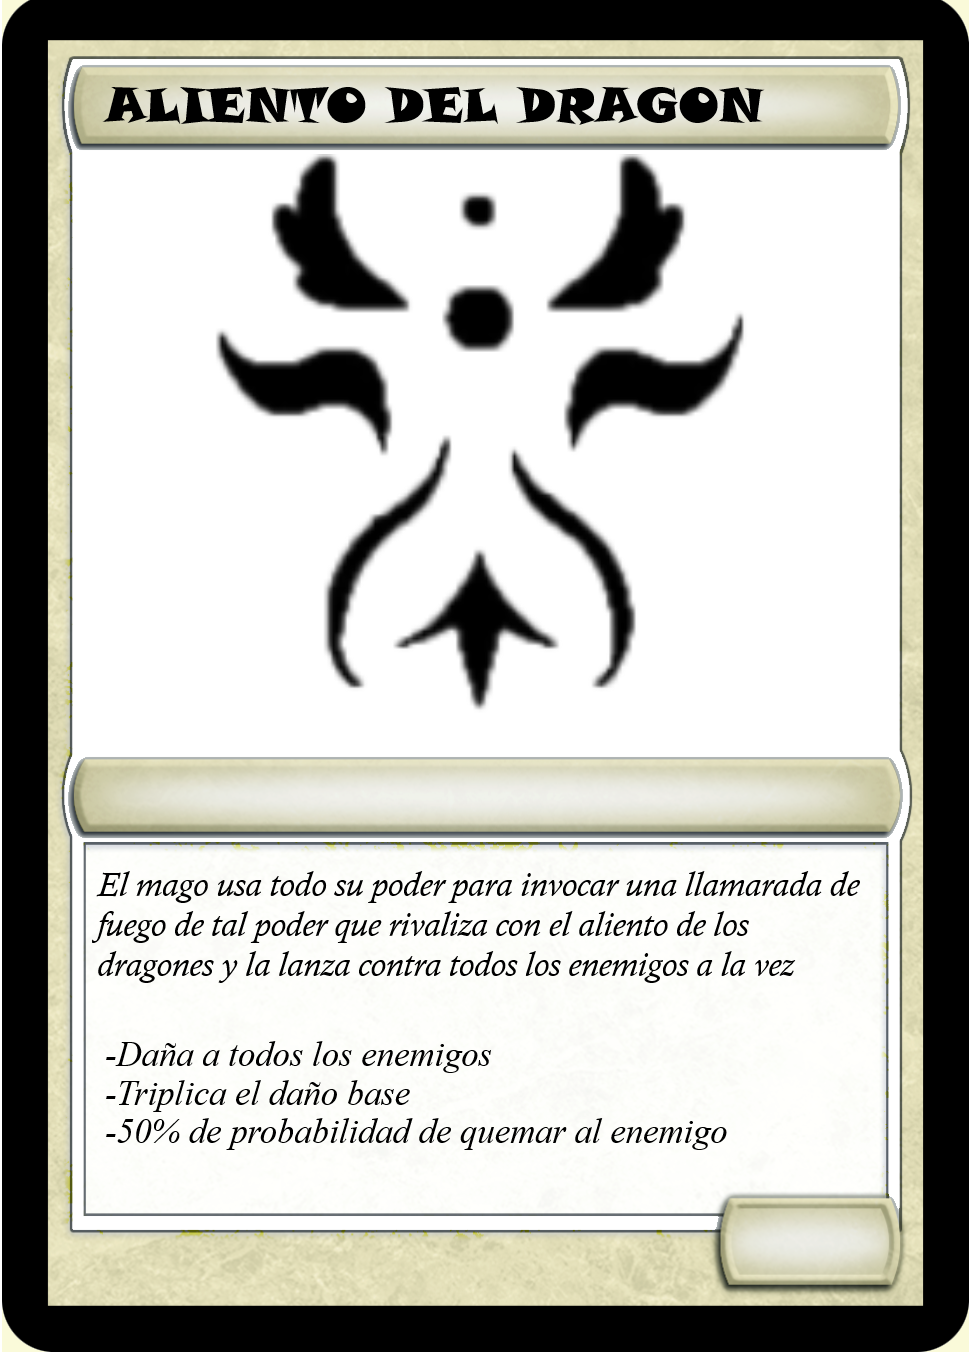 ALIENTO DEL DRAGON
El mago usa todo su poder para invocar una llamarada de
fuego de tal poder que rivaliza con el aliento de los
dragones y la lanza contra todos los enemigos a la vez
-Daña a todos los enemigos
-Triplica el daño base
-50% de probabilidad de quemar al enemigo